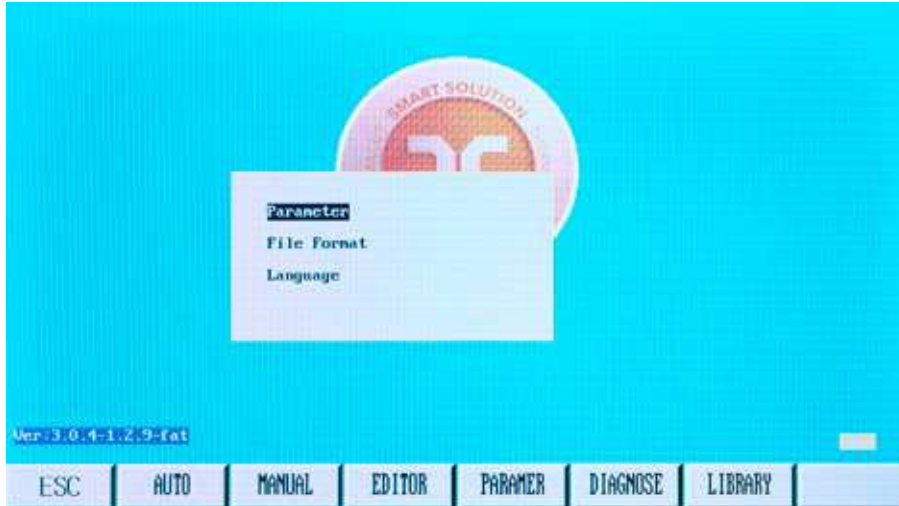 SMART SOLUTION
Parameter
File Format
Language
Ver:3.0.4-1.2.9-fat
ESC AUTO MANUAL EDITOR PARAMER DIAGNOSE LIBRARY